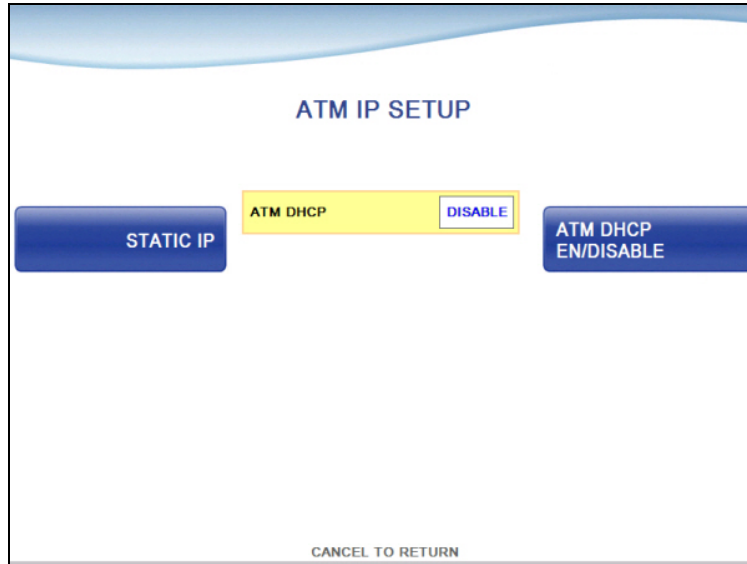 ATM IP SETUP
STATIC IP
ATM DHCP DISABLE
ATM DHCP
EN/DISABLE
CANCEL TO RETURN